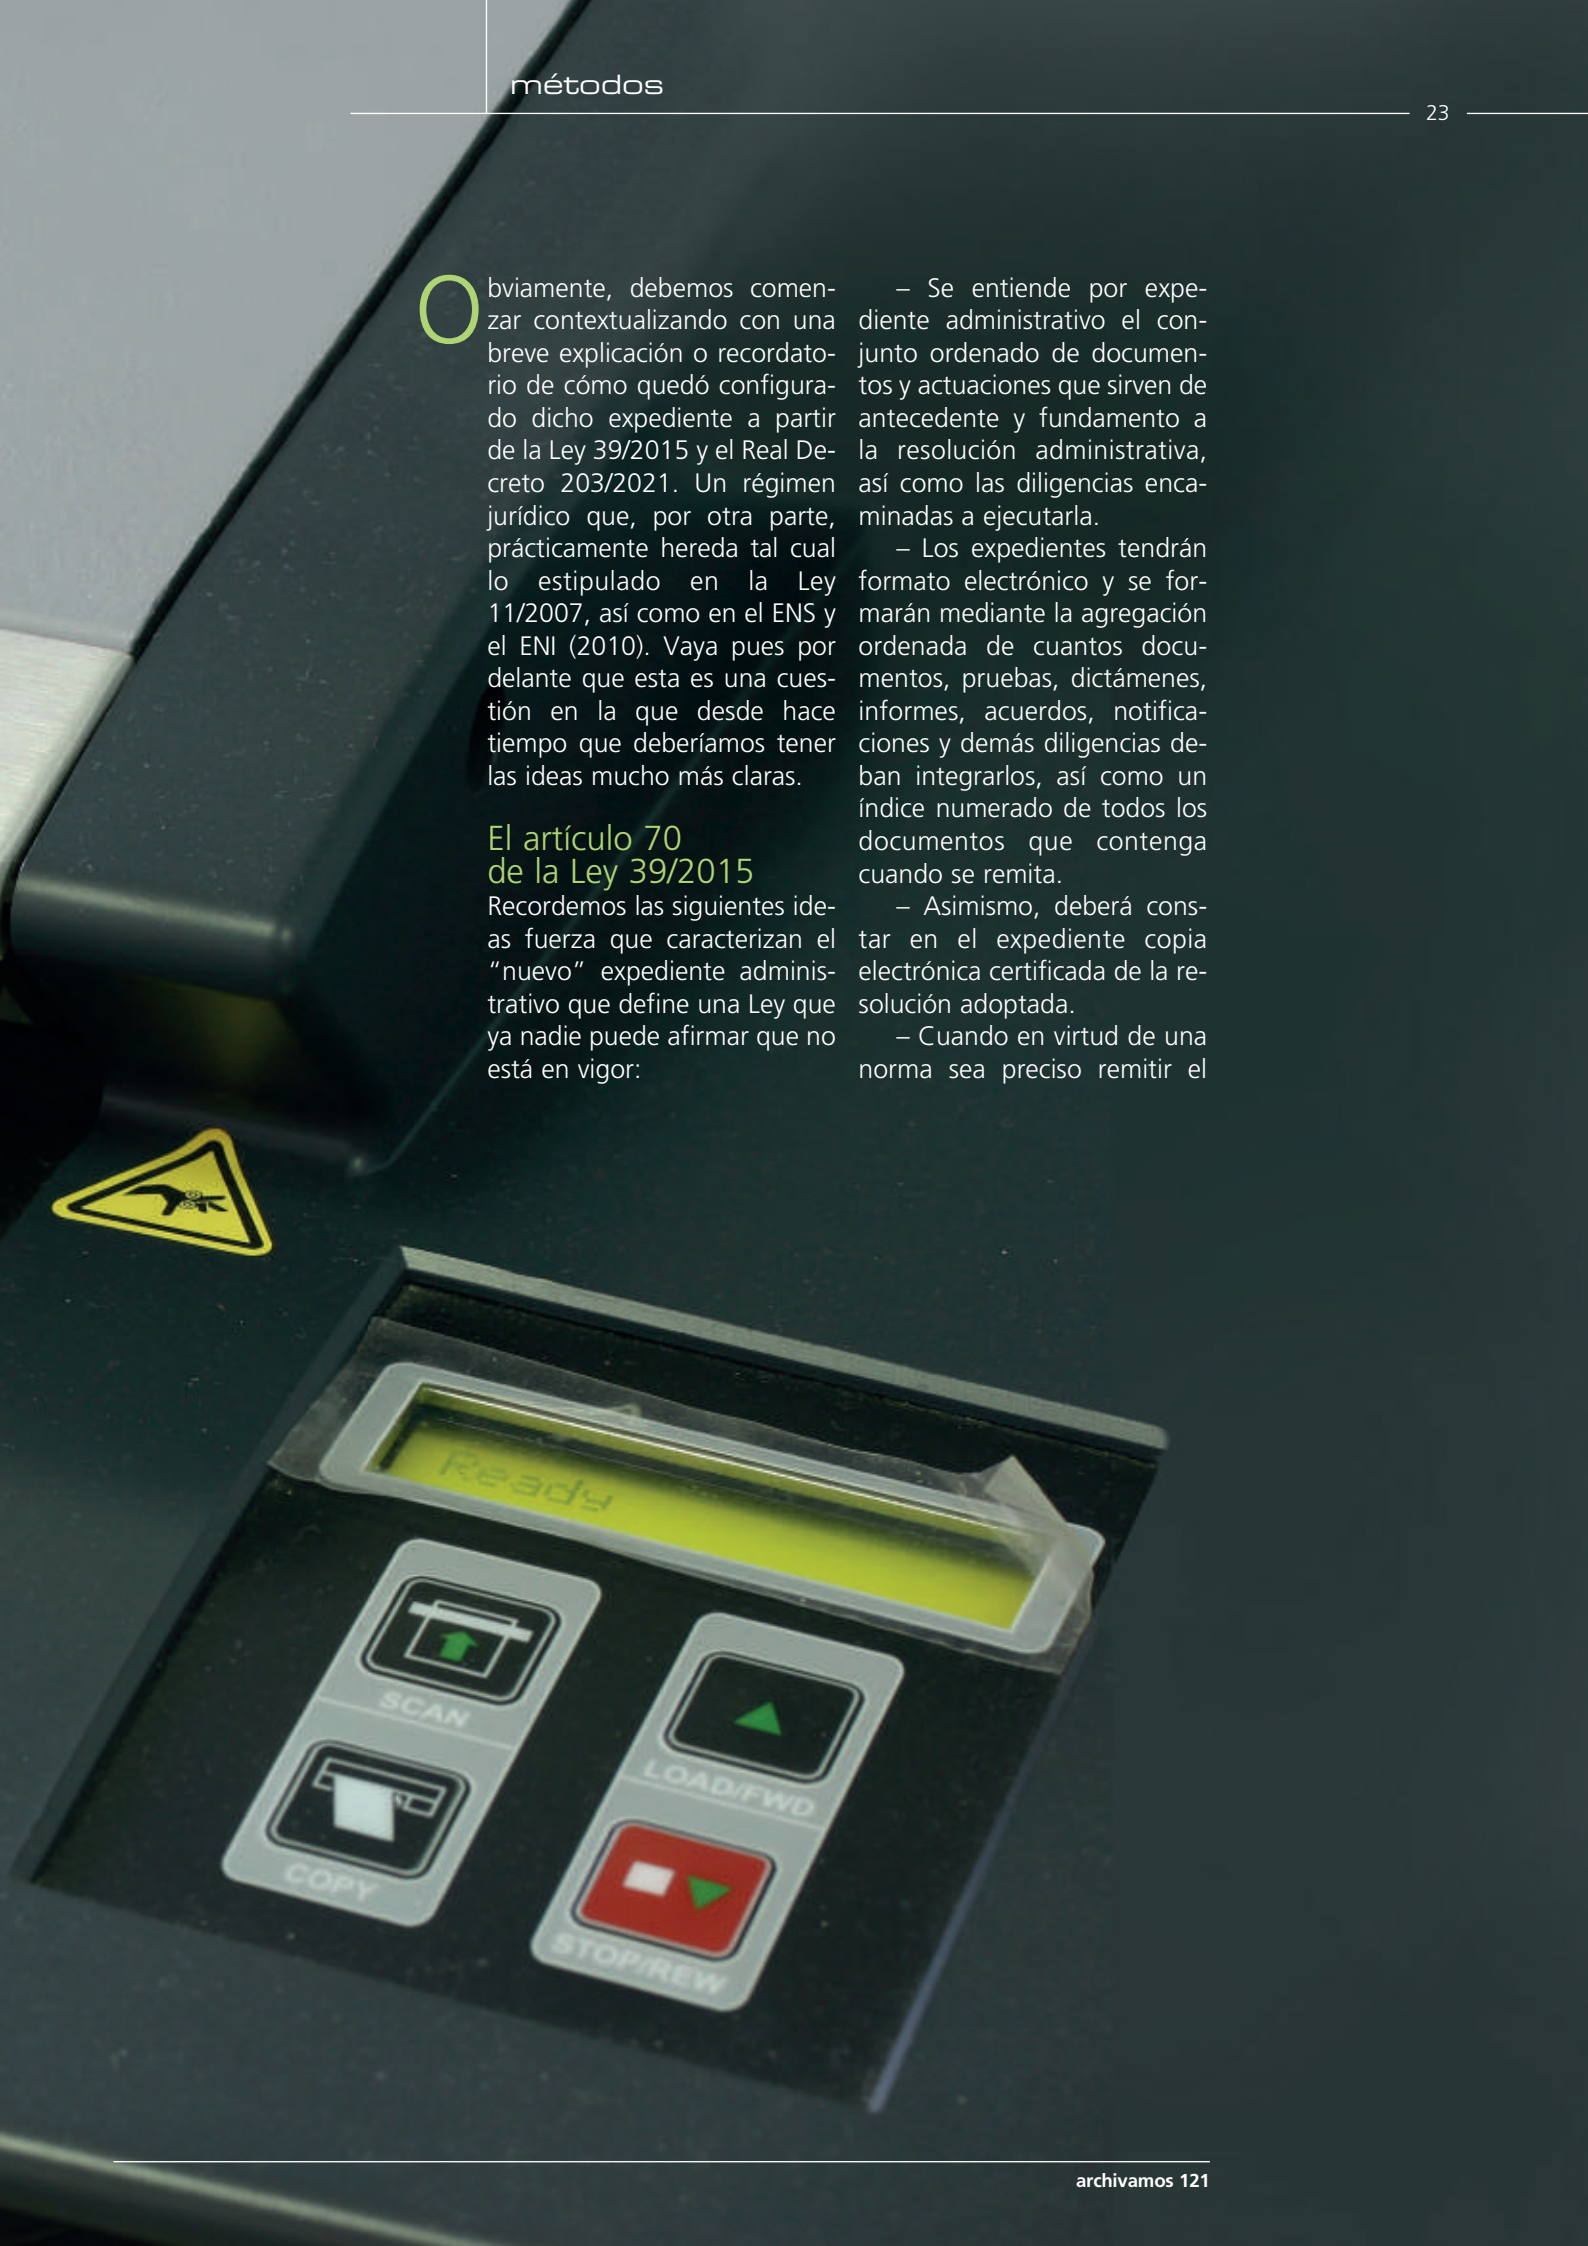 métodos
23
Obviamente, debemos comen-
zar contextualizando con una
breve explicación o recordato-
rio de cómo quedó configura-
do dicho expediente a partir
de la Ley 39/2015 y el Real De-
creto 203/2021. Un régimen
jurídico que, por otra parte,
prácticamente hereda tal cual
lo estipulado en la Ley
11/2007, así como en el ENS y
el ENI (2010). Vaya pues por
delante que esta es una cues-
tión en la que desde hace
tiempo que deberíamos tener
las ideas mucho más claras.
El artículo 70
de la Ley 39/2015
Recordemos las siguientes ide-
as fuerza que caracterizan el
“nuevo” expediente adminis-
trativo que define una Ley que
ya nadie puede afirmar que no
está en vigor:
– Se entiende por expe-
diente administrativo el con-
junto ordenado de documen-
tos y actuaciones que sirven de
antecedente y fundamento a
la resolución administrativa,
así como las diligencias enca-
minadas a ejecutarla.
– Los expedientes tendrán
formato electrónico y se for-
marán mediante la agregación
ordenada de cuantos docu-
mentos, pruebas, dictámenes,
informes, acuerdos, notifica-
ciones y demás diligencias de-
ban integrarlos, así como un
índice numerado de todos los
documentos que contenga
cuando se remita.
– Asimismo, deberá cons-
tar en el expediente copia
electrónica certificada de la re-
solución adoptada.
– Cuando en virtud de una
norma sea preciso remitir el
Ready
SCAN
LOAD/FWD
COPY
STOP/REW
archivamos 121